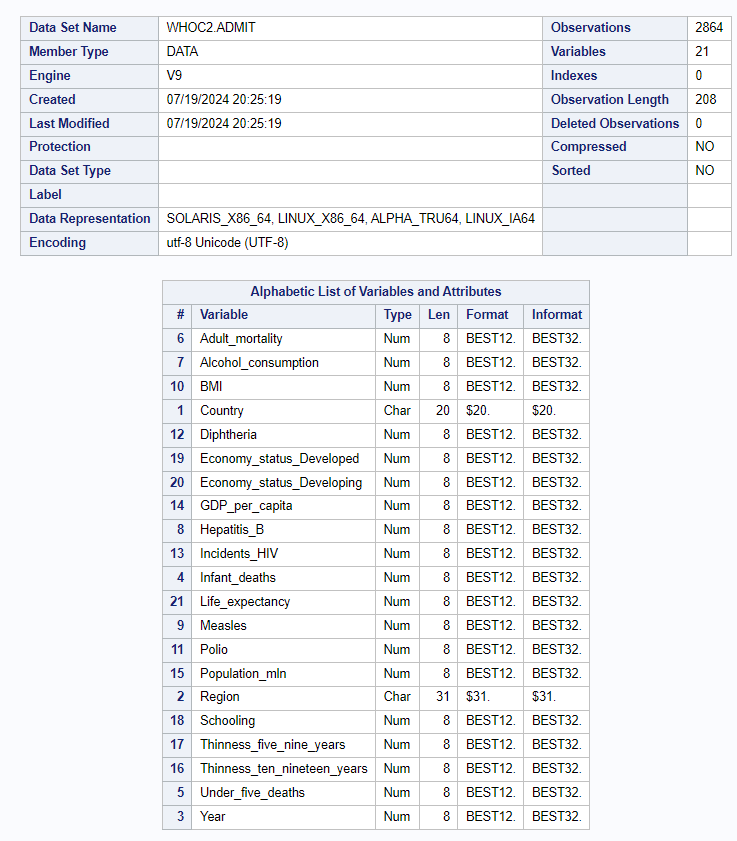 Data Set Name WHOC2.ADMIT Observations 2864
Member Type DATA Variables 21
Engine V9 Indexes 0
Created 07/19/2024 20:25:19 Observation Length 208
Last Modified 07/19/2024 20:25:19 Deleted Observations 0
Protection Compressed NO
Data Set Type Sorted NO
Label
Data Representation SOLARIS_X86_64, LINUX_X86_64, ALPHA_TRU64, LINUX_IA64
Encoding utf-8 Unicode (UTF-8)
Alphabetic List of Variables and Attributes
# Variable Type Len Format Informat
6 Adult_mortality Num 8 BEST12. BEST32.
7 Alcohol_consumption Num 8 BEST12. BEST32.
10 BMI Num 8 BEST12. BEST32.
1 Country Char 20 $20. $20.
12 Diphtheria Num 8 BEST12. BEST32.
19 Economy_status_Developed Num 8 BEST12. BEST32.
20 Economy_status_Developing Num 8 BEST12. BEST32.
14 GDP_per_capita Num 8 BEST12. BEST32.
8 Hepatitis_B Num 8 BEST12. BEST32.
13 Incidents_HIV Num 8 BEST12. BEST32.
4 Infant_deaths Num 8 BEST12. BEST32.
21 Life_expectancy Num 8 BEST12. BEST32.
9 Measles Num 8 BEST12. BEST32.
11 Polio Num 8 BEST12. BEST32.
15 Population_mln Num 8 BEST12. BEST32.
2 Region Char 31 $31. $31.
18 Schooling Num 8 BEST12. BEST32.
17 Thinness_five_nine_years Num 8 BEST12. BEST32.
16 Thinness_ten_nineteen_years Num 8 BEST12. BEST32.
5 Under_five_deaths Num 8 BEST12. BEST32.
3 Year Num 8 BEST12. BEST32.